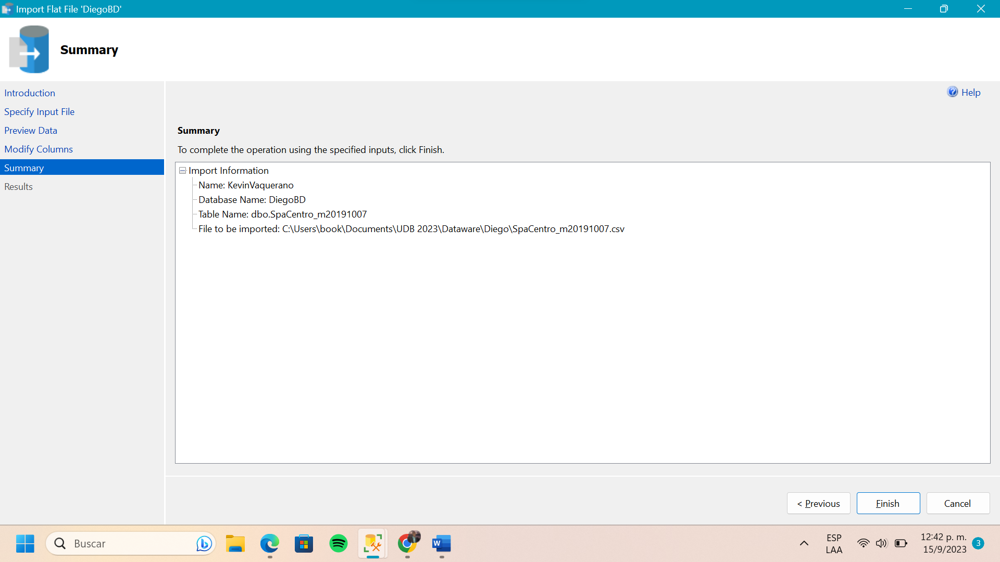 Import Flat File 'DiegoBD'
Summary
Introduction
Specify Input File
Preview Data
Modify Columns
Summary
Results
Help
Summary
To complete the operation using the specified inputs, click Finish.
Import Information
Name: KevinVaquerano
Database Name: DiegoBD
Table Name: dbo.SpaCentro_m20191007
File to be imported: C:\Users\book\Documents\UDB 2023\Dataware\Diego\SpaCentro_m20191007.csv
< Previous
Finish
Cancel
Buscar
W
ESP
LAA
12:42 p. m.
15/9/2023
3